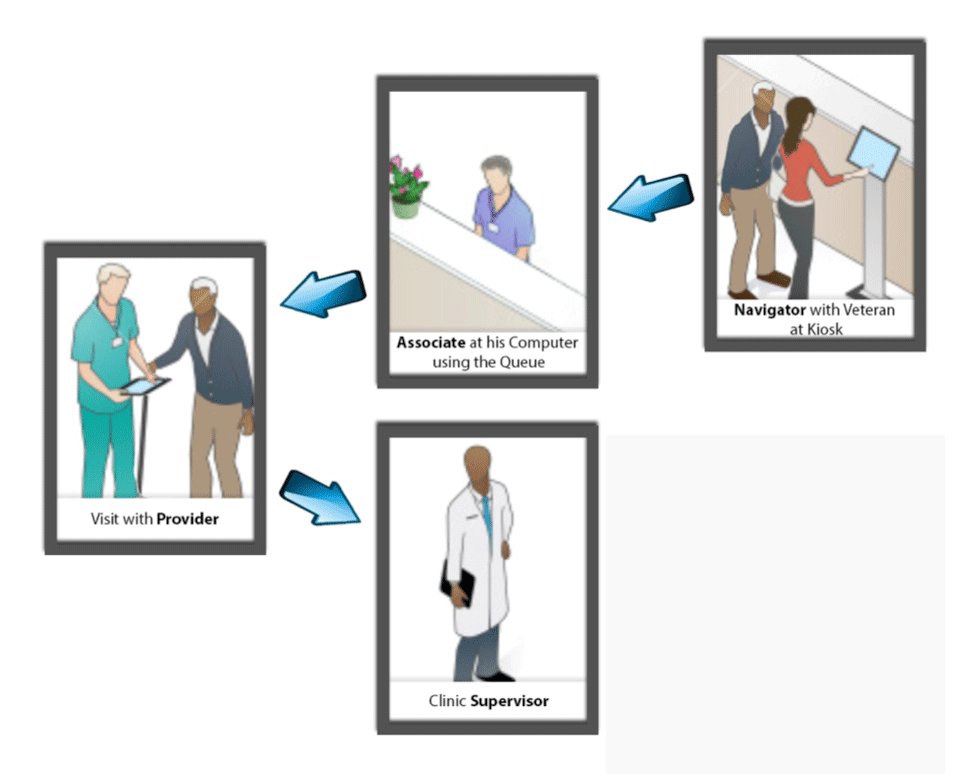 Navigator with Veteran
at Kiosk
Associate at his Computer
using the Queue
Visit with Provider
Clinic Supervisor